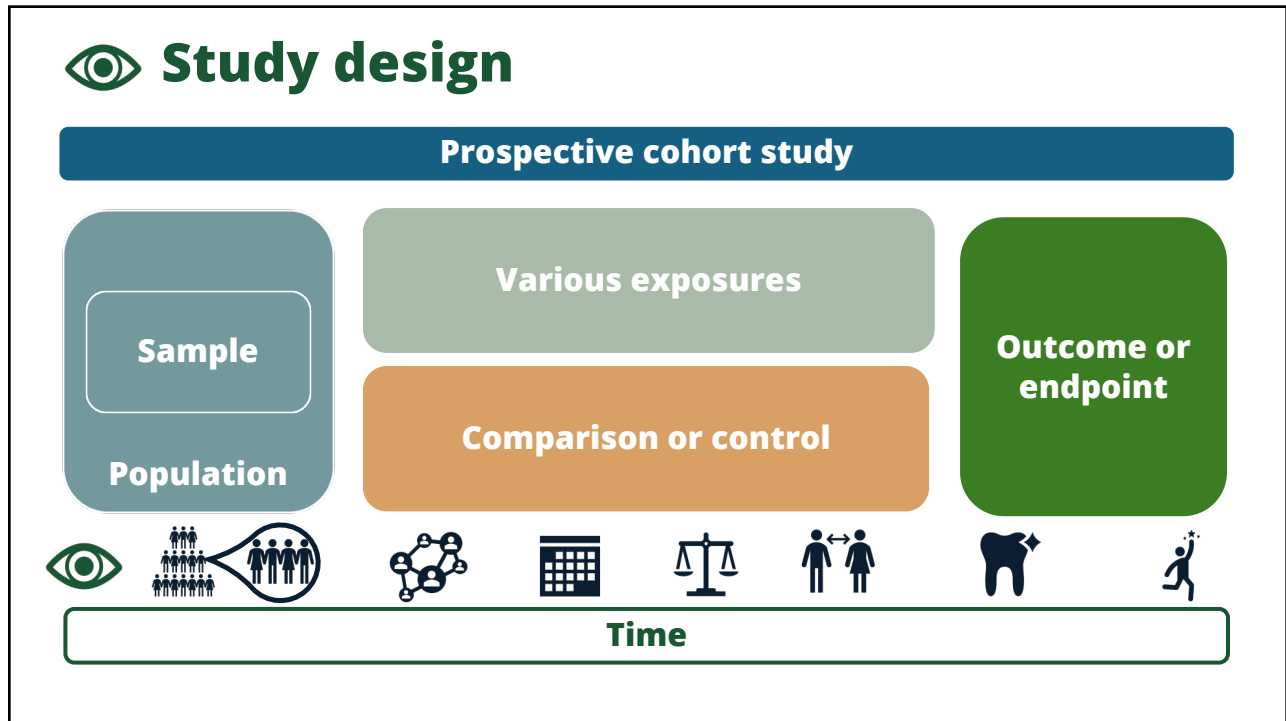 Study design
Prospective cohort study
Sample
Population
Various exposures
Comparison or control
Outcome or
endpoint
Time